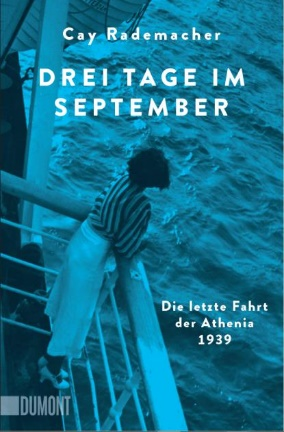 Cay Rademacher
DREI TAGE IM
SEPTEMBER
Die letzte Fahrt
der Athenia
1939
DUMONT